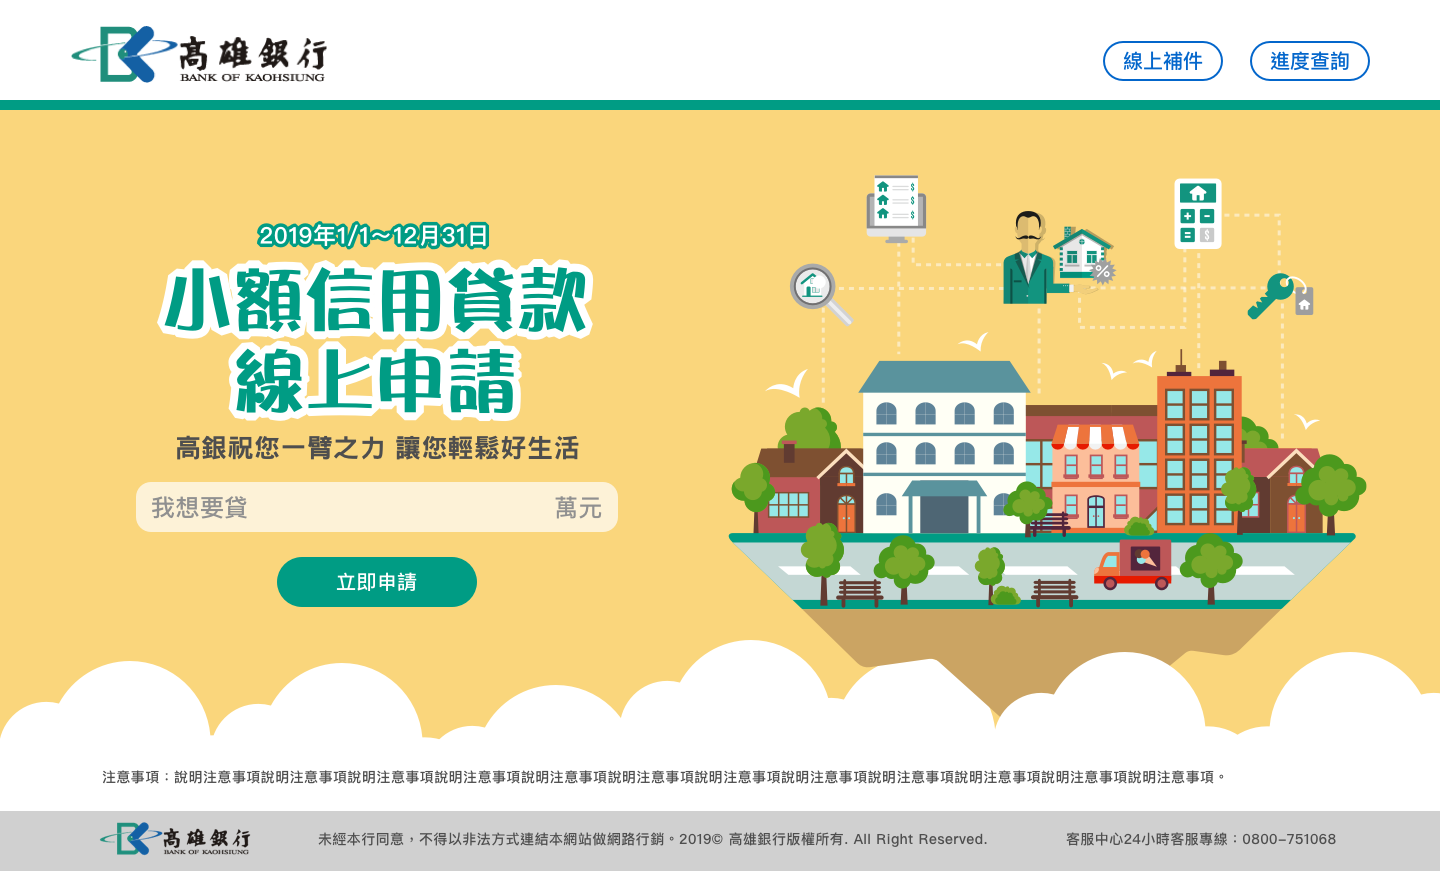 高雄銀行
BANK OF KAOHSIUNG
線上補件
進度查詢
2019年1/1～12月31日
小額信用貸款
線上申請
高銀祝您一臂之力 讓您輕鬆好生活
我想要貸 萬元
立即申請
注意事項：說明注意事項說明注意事項說明注意事項說明注意事項說明注意事項說明注意事項說明注意事項說明注意事項說明注意事項說明注意事項說明注意事項說明注意事項。
高雄銀行
BANK OF KAOHSIUNG
未經本行同意，不得以非法方式連結本網站做網路行銷。2019© 高雄銀行版權所有. All Right Reserved.
客服中心24小時客服專線：0800-751068